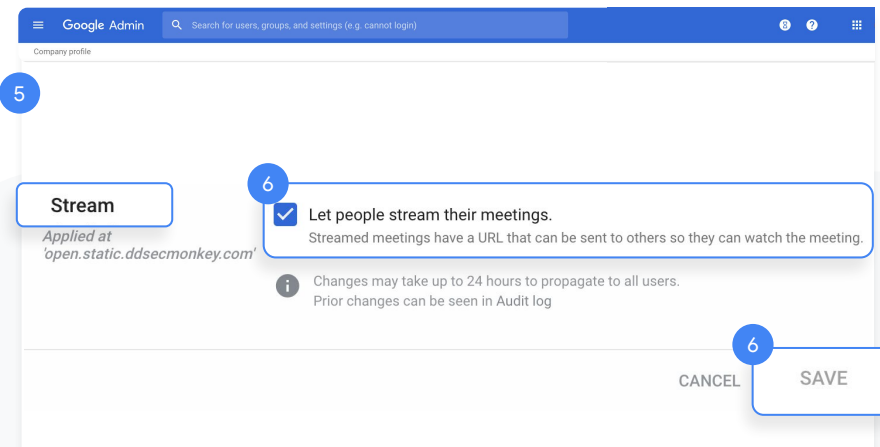 Google Admin
Search for users, groups, and settings (e.g. cannot login)
8
?
Company profile
5
6
Stream
Let people stream their meetings.
Streamed meetings have a URL that can be sent to others so they can watch the meeting.
Applied at
'open.static.ddsecmonkey.com'
i
Changes may take up to 24 hours to propagate to all users.
Prior changes can be seen in Audit log
6
CANCEL
SAVE